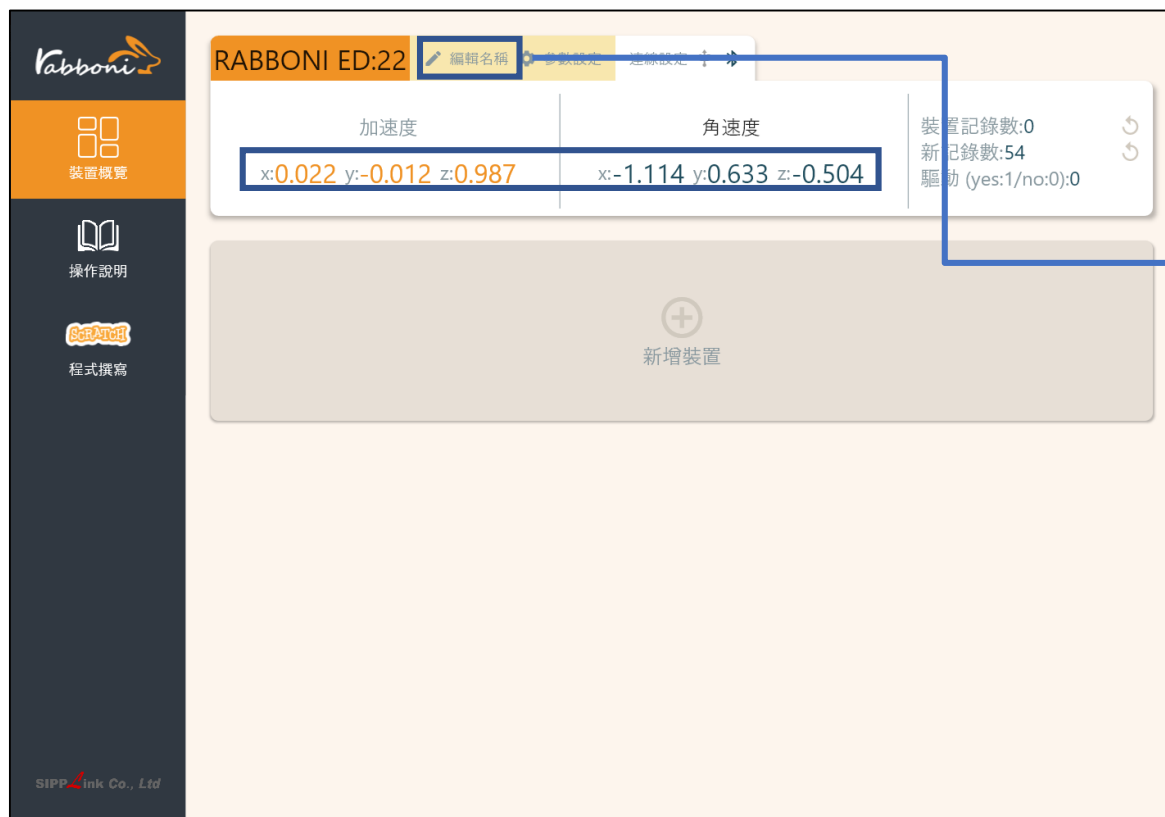 rabboni
裝置概覽
操作說明
SCRATCH
程式撰寫
SIPPLink Co., Ltd
RABBONI ED:22
編輯名稱
參數設定
連線設定
加速度
x:0.022 y:-0.012 z:0.987
角速度
x:-1.114 y:0.633 z:-0.504
裝置記錄數:0
新記錄數:54
驅動 (yes:1/no:0):0
新增裝置